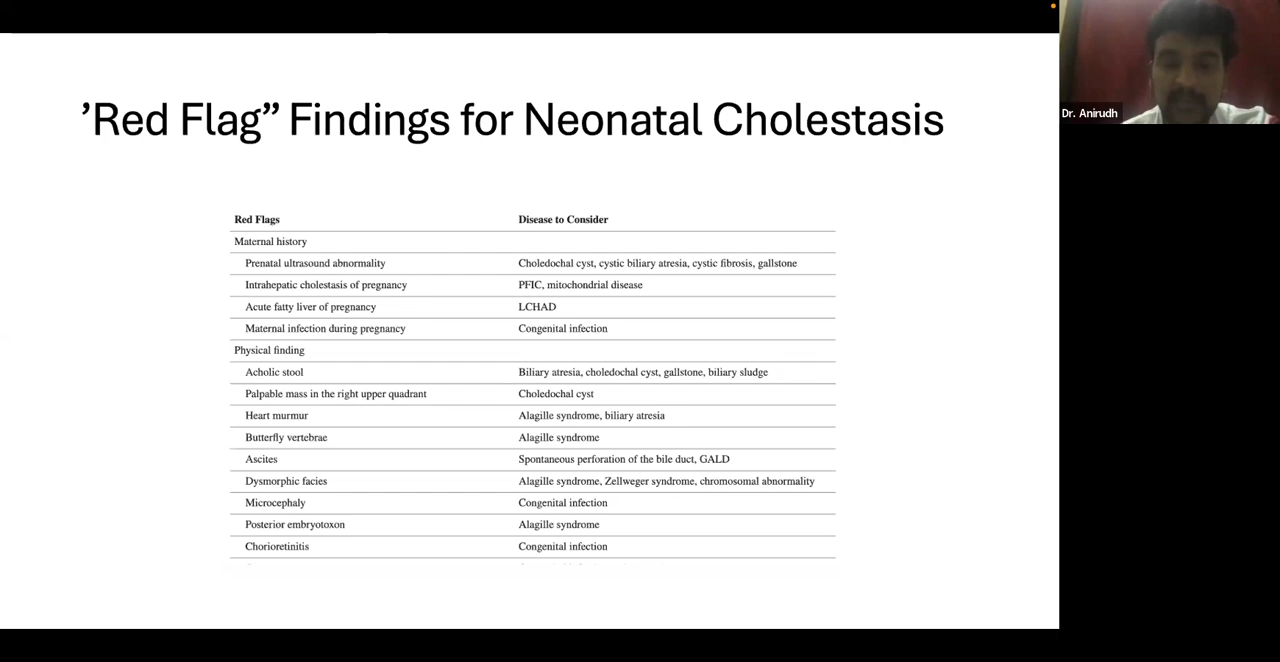 ’Red Flag” Findings for Neonatal Cholestasis
Dr. Anirudh
Red Flags Disease to Consider
Maternal history
Prenatal ultrasound abnormality Choledochal cyst, cystic biliary atresia, cystic fibrosis, gallstone
Intrahepatic cholestasis of pregnancy PFIC, mitochondrial disease
Acute fatty liver of pregnancy LCHAD
Maternal infection during pregnancy Congenital infection
Physical finding
Acholic stool Biliary atresia, choledochal cyst, gallstone, biliary sludge
Palpable mass in the right upper quadrant Choledochal cyst
Heart murmur Alagille syndrome, biliary atresia
Butterfly vertebrae Alagille syndrome
Ascites Spontaneous perforation of the bile duct, GALD
Dysmorphic facies Alagille syndrome, Zellweger syndrome, chromosomal abnormality
Microcephaly Congenital infection
Posterior embryotoxon Alagille syndrome
Chorioretinitis Congenital infection